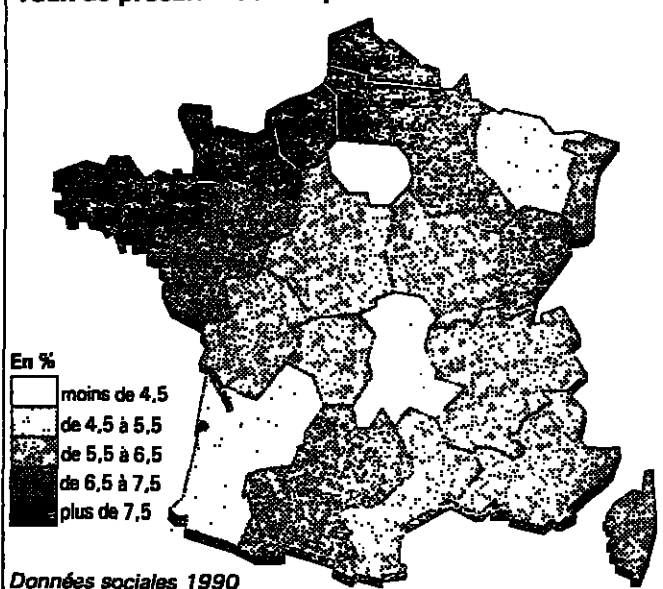 En %
moins de 4,5
de 4,5 à 5,5
de 5,5 à 6,5
de 6,5 à 7,5
plus de 7,5
Données sociales 1990